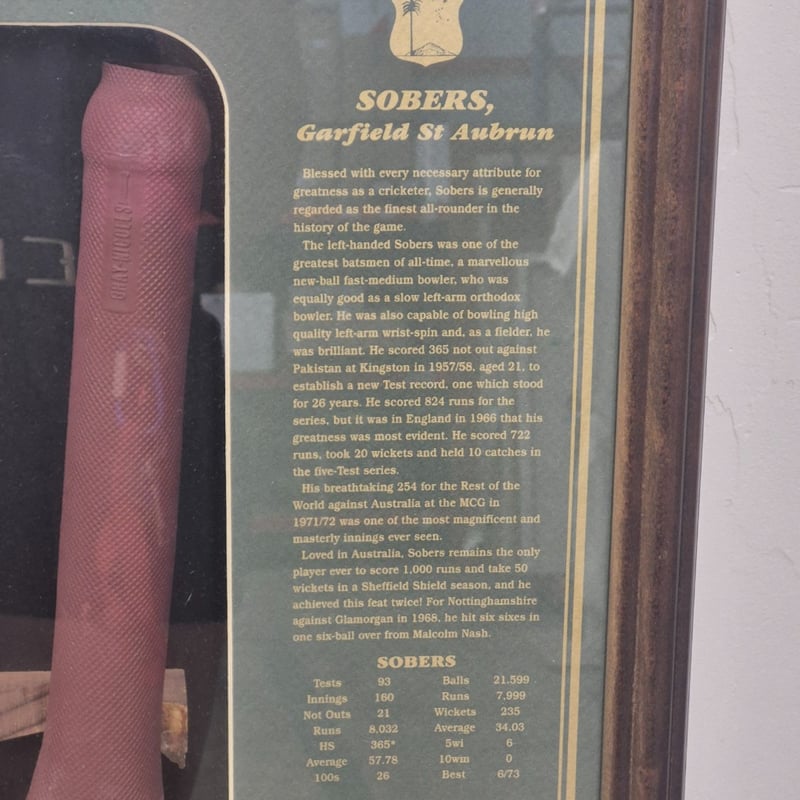 SOBERS,
Garfield St Aubrun
Blessed with every necessary attribute for
greatness as a cricketer, Sobers is generally
regarded as the finest all-rounder in the
history of the game.
The left-handed Sobers was one of the
greatest batsmen of all-time, a marvellous
new-ball fast-medium bowler, who was
equally good as a slow left-arm orthodox
bowler. He was also capable of bowling high
quality left-arm wrist-spin and, as a fielder, he
was brilliant. He scored 365 not out against
Pakistan at Kingston in 1957/58, aged 21, to
establish a new Test record, one which stood
for 26 years. He scored 824 runs for the
series, but it was in England in 1966 that his
greatness was most evident. He scored 722
runs, took 20 wickets and held 10 catches in
the five-Test series.
His breathtaking 254 for the Rest of the
World against Australia at the MCG in
1971/72 was one of the most magnificent and
masterly innings ever seen.
Loved in Australia, Sobers remains the only
player ever to score 1,000 runs and take 50
wickets in a Sheffield Shield season, and he
achieved this feat twice! For Nottinghamshire
against Glamorgan in 1968, he hit six sixes in
one six-ball over from Malcolm Nash.
SOBERS
Tests 93 Balls 21.599
Innings 160 Runs 7.999
Not Outs 21 Wickets 235
Runs 8.032 Average 34.03
HS 365* 5wi 6
Average 57.78 10wm 0
100s 26 Best 6/73
GRAY-NICOLLS